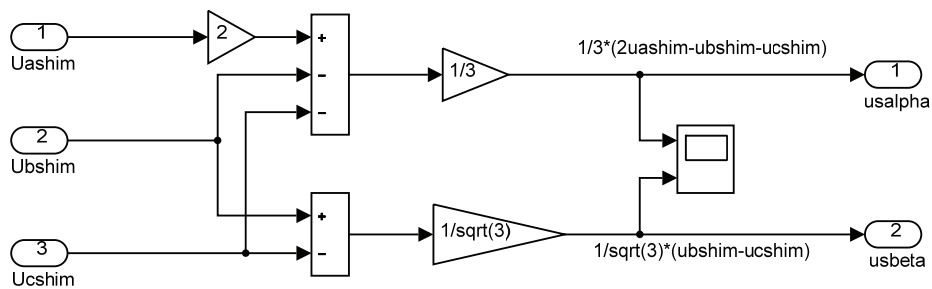 1
Uashim
2
+
-
-
1/3
1/3*(2uashim-ubshim-ucshim)
1
usalpha
2
Ubshim
3
Ucshim
+
-
1/sqrt(3)
1/sqrt(3)*(ubshim-ucshim)
2
usbeta